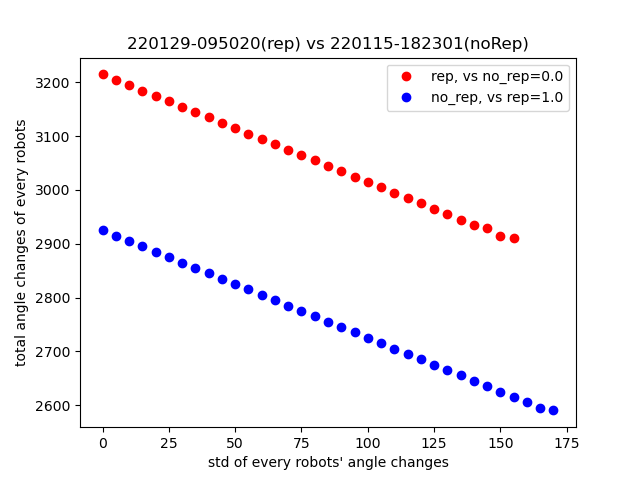 220129-095020(rep) vs 220115-182301(noRep)
rep, vs no_rep=0.0
no_rep, vs rep=1.0
total angle changes of every robots
3200
3100
3000
2900
2800
2700
2600
0 25 50 75 100 125 150 175
std of every robots' angle changes